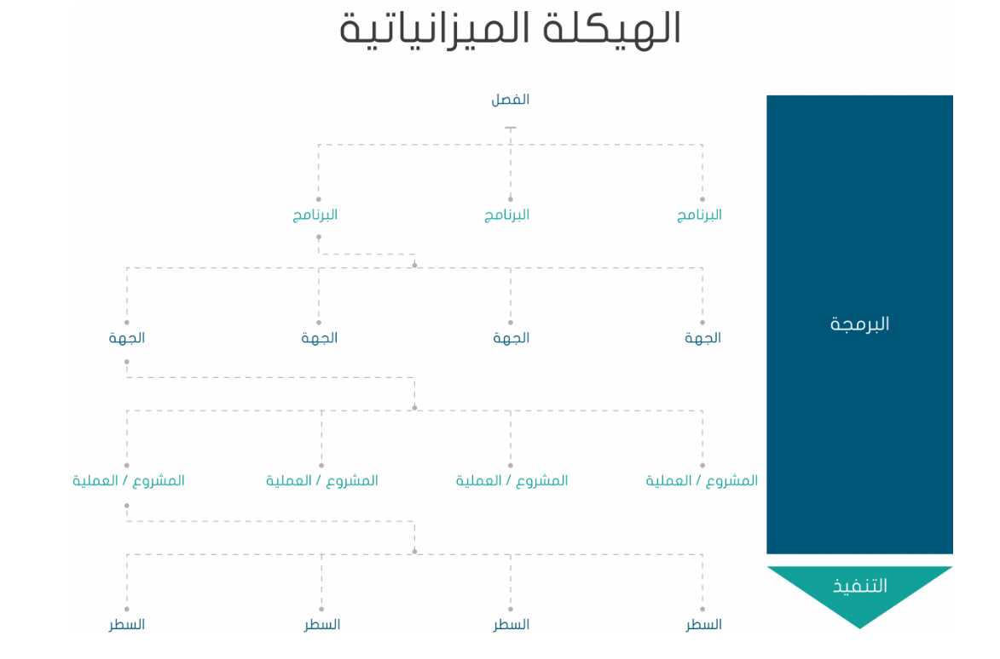 الهيكلة الميزانياتية
الفصل
البرنامج البرنامج البرنامج
البرمجة
الجهة الجهة الجهة الجهة
المشروع / العملية المشروع / العملية المشروع / العملية المشروع / العملية
التنفيذ
السطر السطر السطر السطر